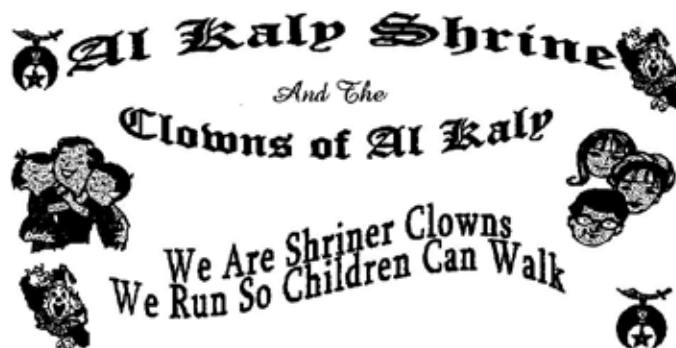 Al Kaly Shrine
And The
Clowns of Al Kaly
We Are Shriner Clowns
We Run So Children Can Walk